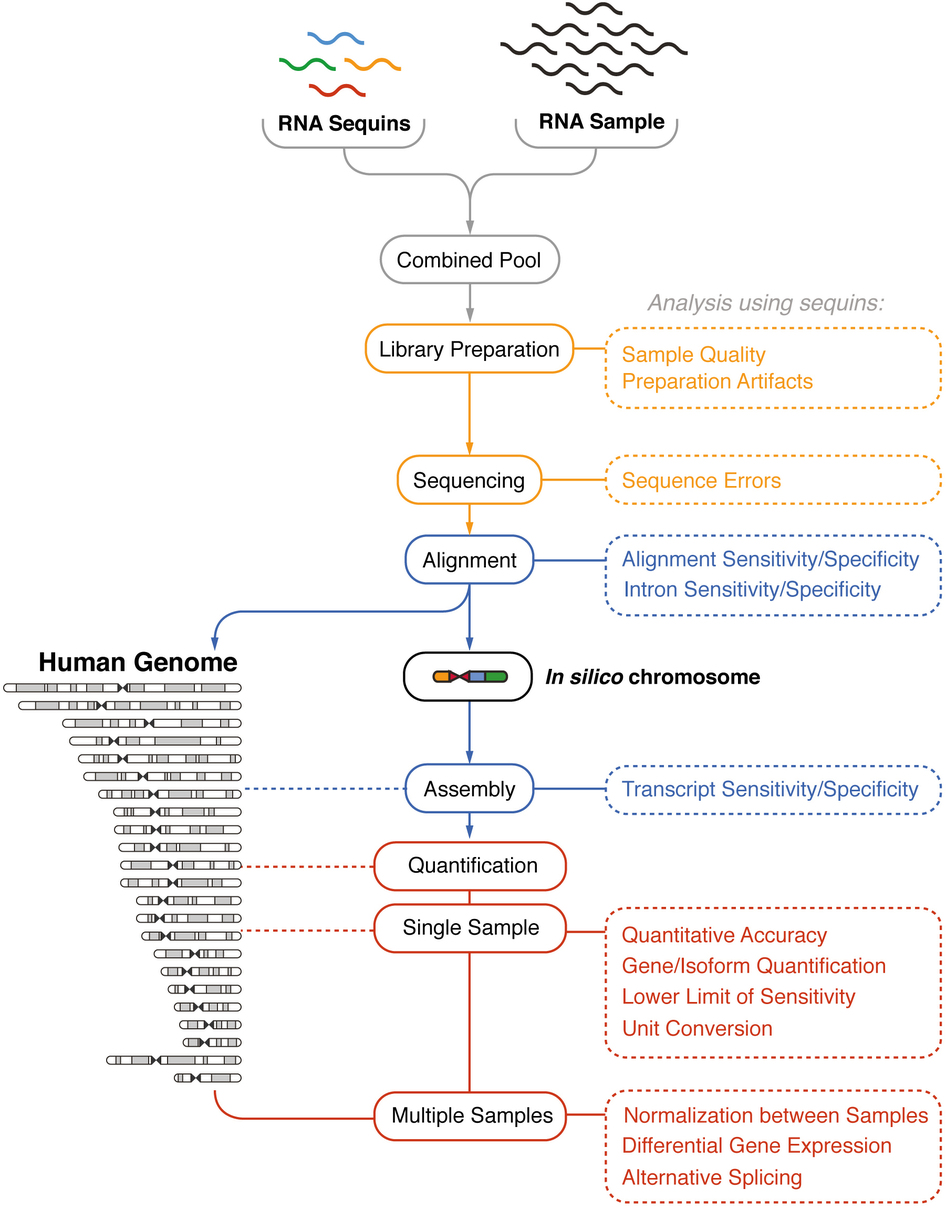 RNA Sequins
RNA Sample
Combined Pool
Analysis using sequins:
Library Preparation
Sample Quality
Preparation Artifacts
Sequencing
Sequence Errors
Alignment
Alignment Sensitivity/Specificity
Intron Sensitivity/Specificity
Human Genome
In silico chromosome
Assembly
Transcript Sensitivity/Specificity
Quantification
Single Sample
Quantitative Accuracy
Gene/Isoform Quantification
Lower Limit of Sensitivity
Unit Conversion
Multiple Samples
Normalization between Samples
Differential Gene Expression
Alternative Splicing